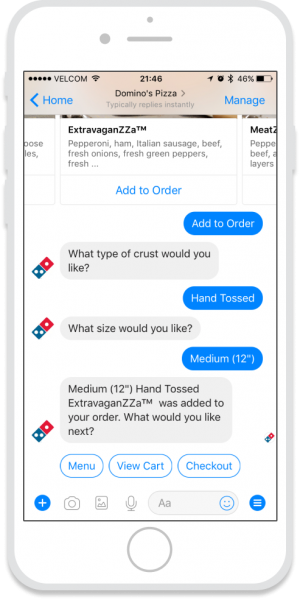 VELCOM 21:46 46%
Home Domino's Pizza > Manage
Typically replies instantly
ExtravaganZZa™ MeatZ
oose Pepperoni, ham, Italian sausage, beef, Peppe
les, fresh onions, fresh green peppers, beef, a
fresh ... layers
Add to Order
Add to Order
What type of crust would you
like?
Hand Tossed
What size would you like?
Medium (12")
Medium (12") Hand Tossed
ExtravaganZZa™ was added to
your order. What would you like
next?
Menu View Cart Checkout
Aa